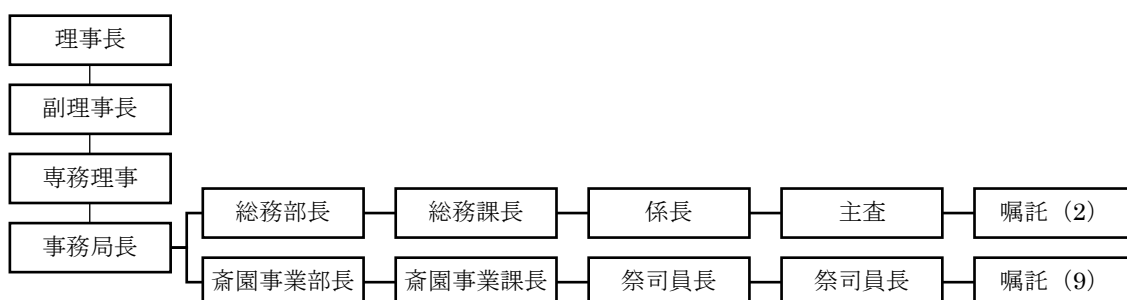 理事長
副理事長
専務理事
事務局長
総務部長 総務課長 係長 主査 嘱託（2）
斎園事業部長 斎園事業課長 祭司員長 祭司員長 嘱託（9）